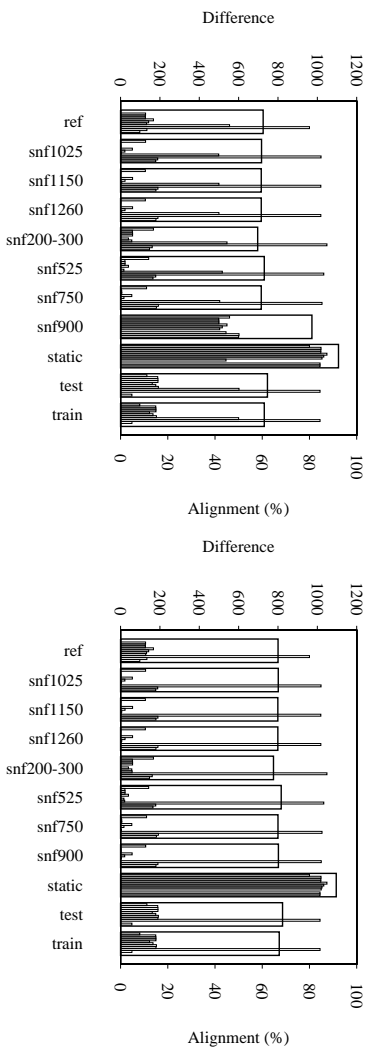 Difference
0 200 400 600 800 1000 1200
ref
snf1025
snf1150
snf1260
snf200-300
snf525
snf750
snf900
static
test
train
0 20 40 60 80 100
Alignment (%)
Difference
0 200 400 600 800 1000 1200
ref
snf1025
snf1150
snf1260
snf200-300
snf525
snf750
snf900
static
test
train
0 20 40 60 80 100
Alignment (%)